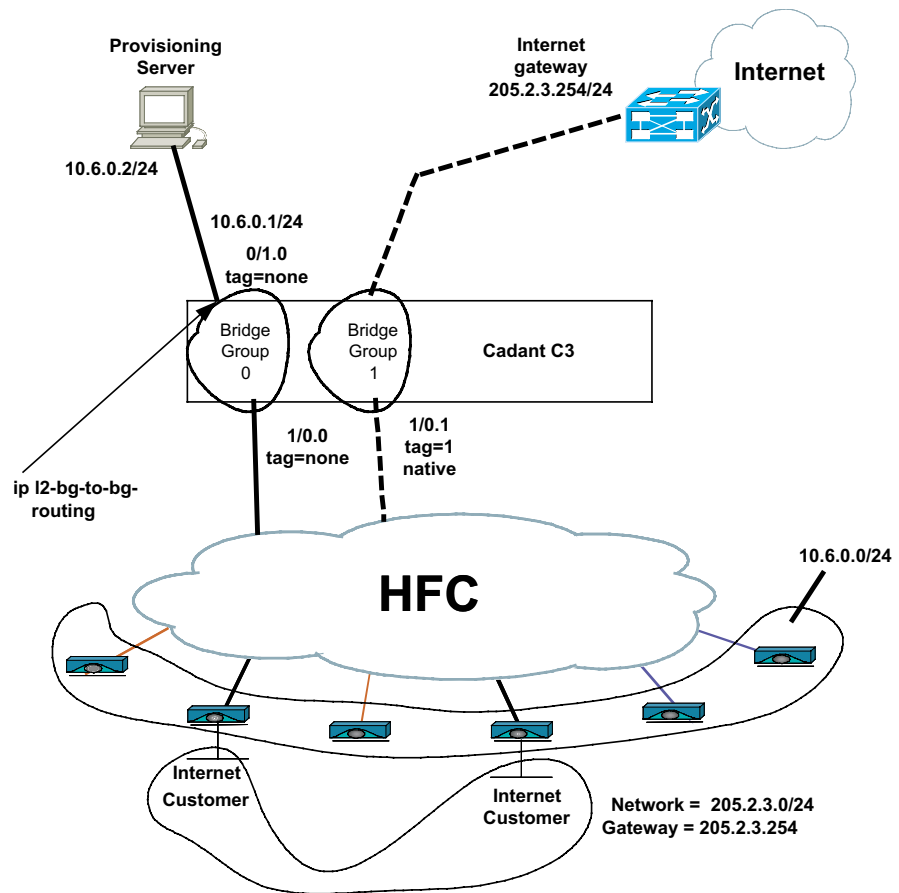 Provisioning
Server
Internet
gateway
205.2.3.254/24
Internet
10.6.0.2/24
10.6.0.1/24
0/1.0
tag=none
Bridge
Group
0
Bridge
Group
1
Cadant C3
1/0.0
tag=none
1/0.1
tag=1
native
ip l2-bg-to-bg-
routing
HFC
10.6.0.0/24
Internet
Customer
Internet
Customer
Network = 205.2.3.0/24
Gateway = 205.2.3.254